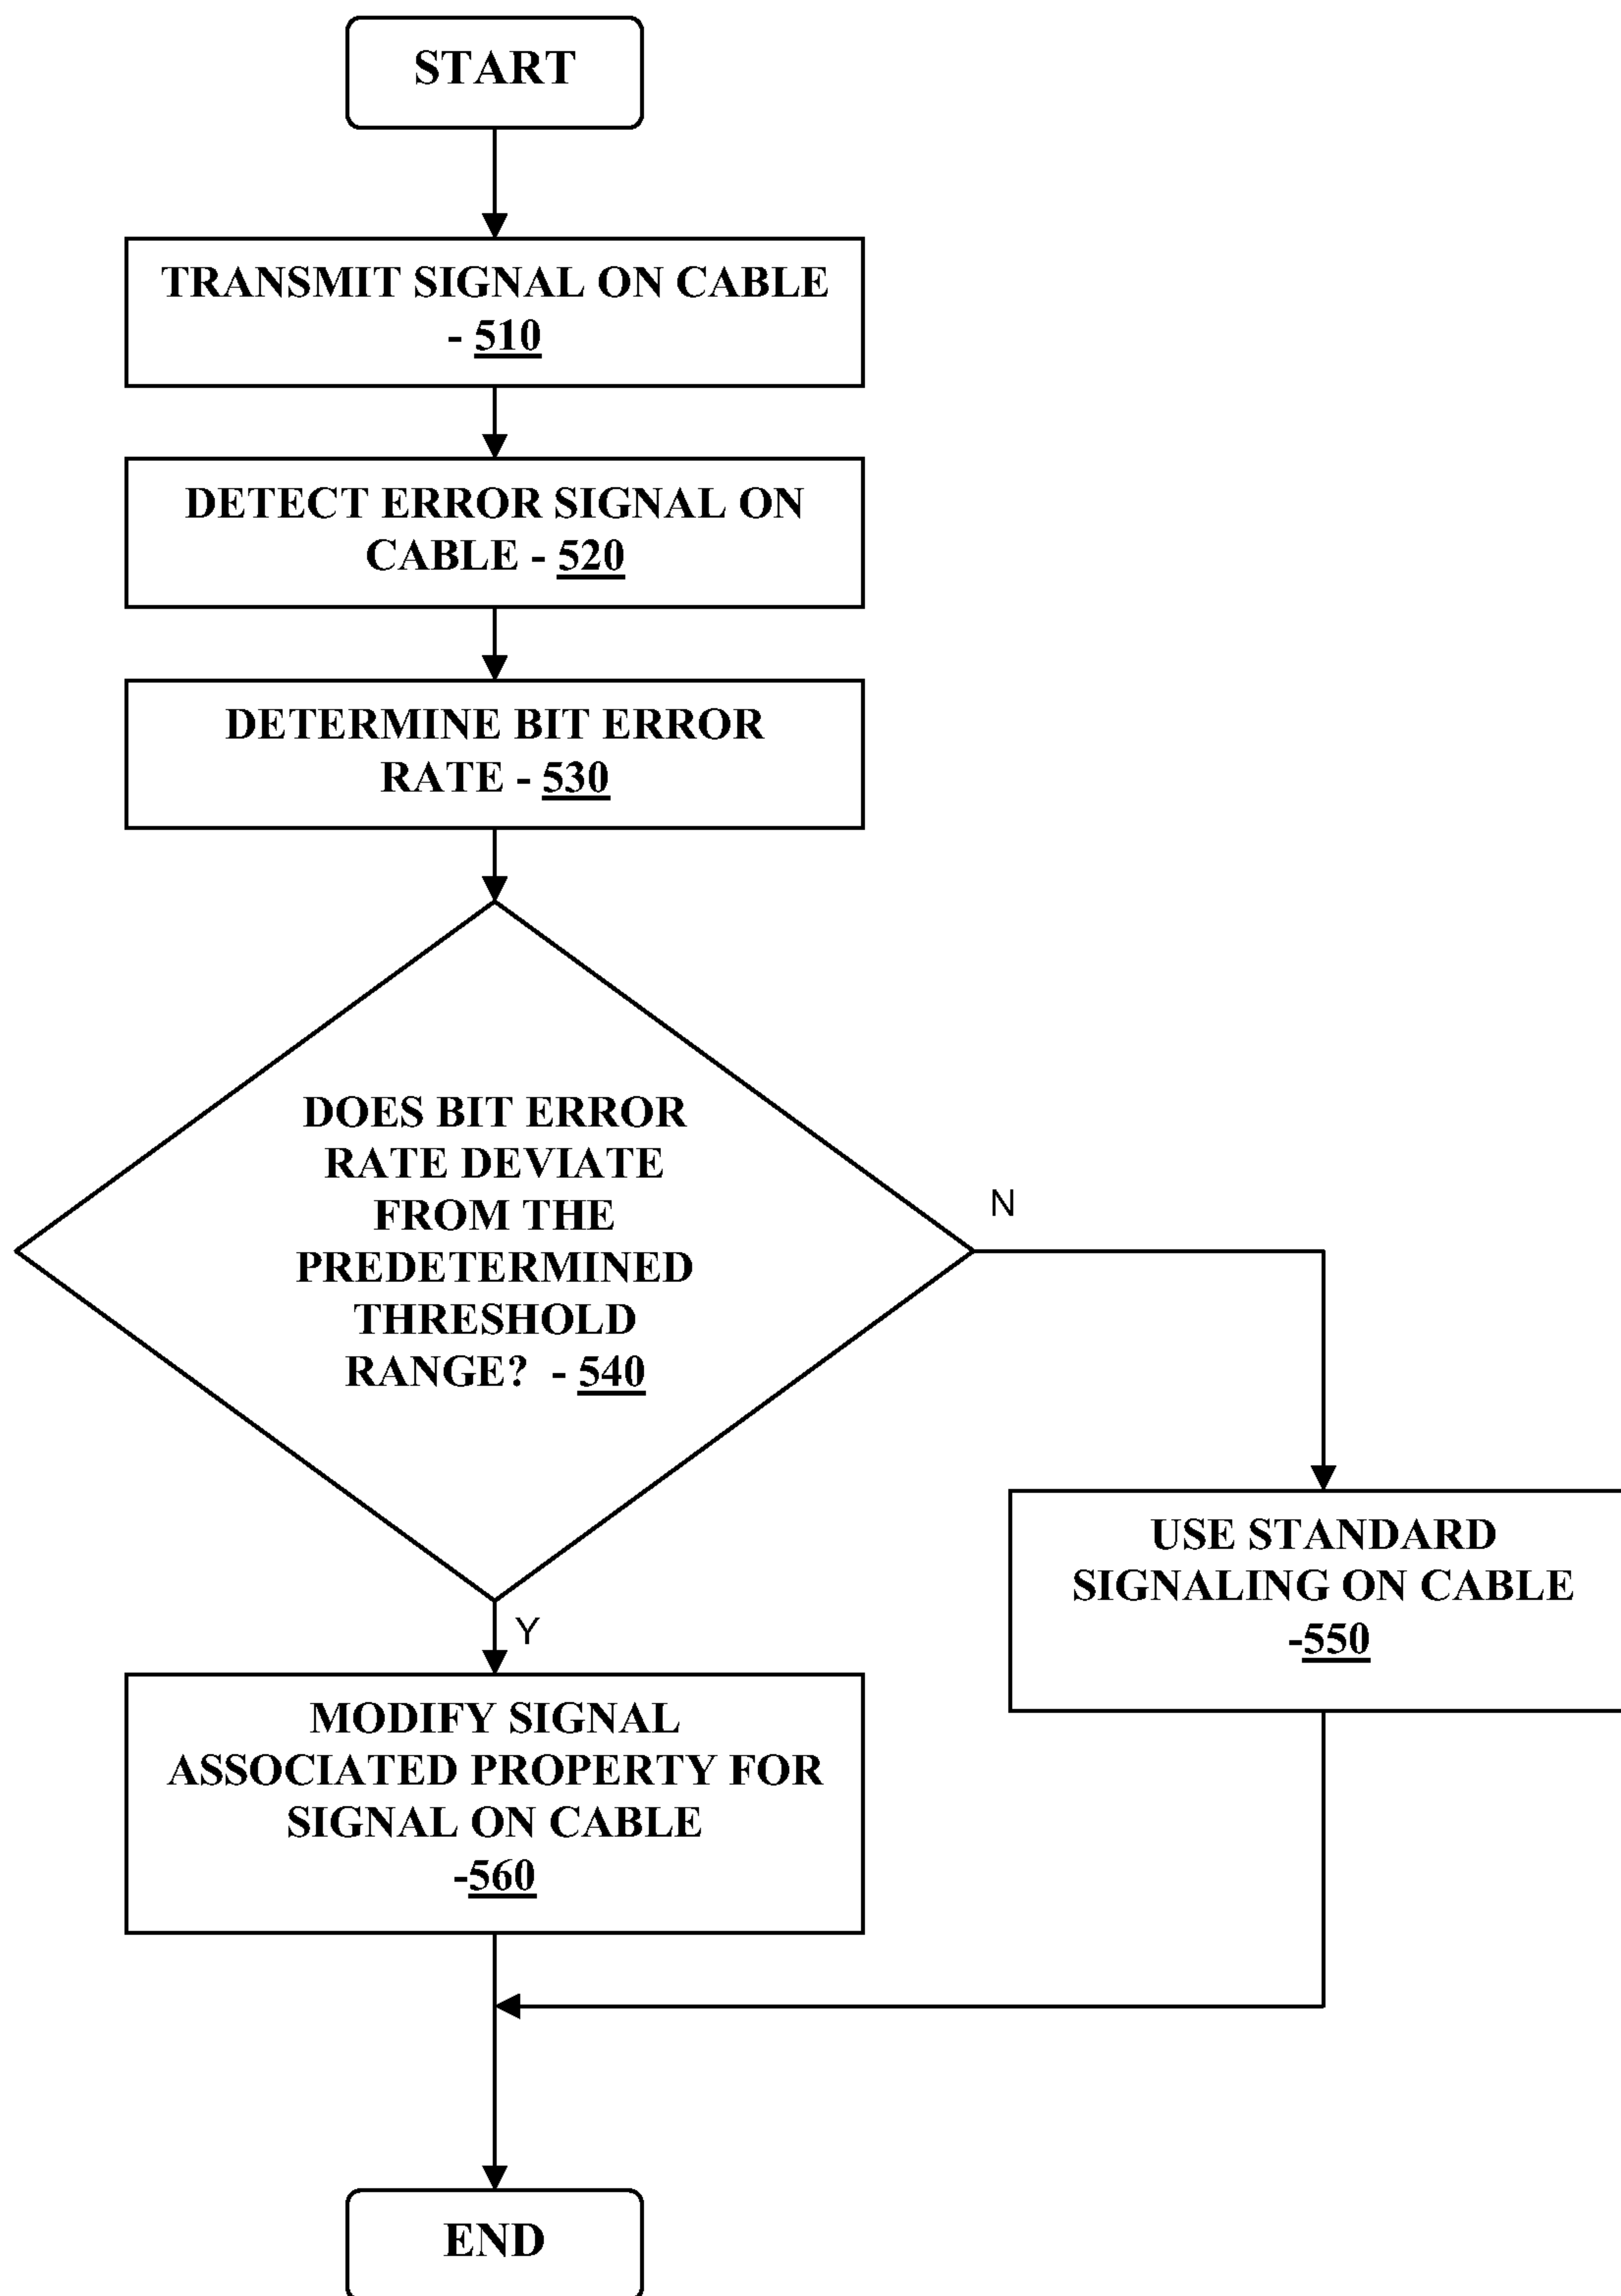 START
TRANSMIT SIGNAL ON CABLE
- 510
DETECT ERROR SIGNAL ON
CABLE - 520
DETERMINE BIT ERROR
RATE - 530
DOES BIT ERROR
RATE DEVIATE
FROM THE
PREDETERMINED
THRESHOLD
RANGE? - 540
N
USE STANDARD
SIGNALING ON CABLE
-550
Y
MODIFY SIGNAL
ASSOCIATED PROPERTY FOR
SIGNAL ON CABLE
-560
END